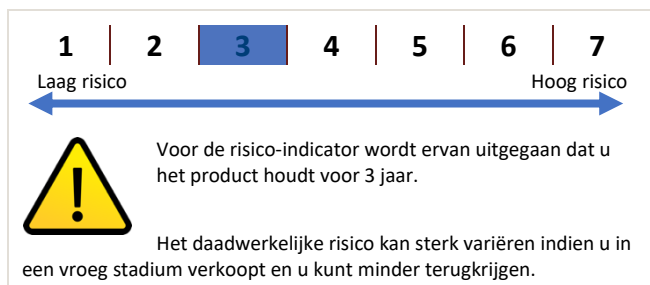 1 2 3 4 5 6 7
Laag risico Hoog risico
Voor de risico-indicator wordt ervan uitgegaan dat u
het product houdt voor 3 jaar.
Het daadwerkelijke risico kan sterk variëren indien u in
een vroeg stadium verkoopt en u kunt minder terugkrijgen.